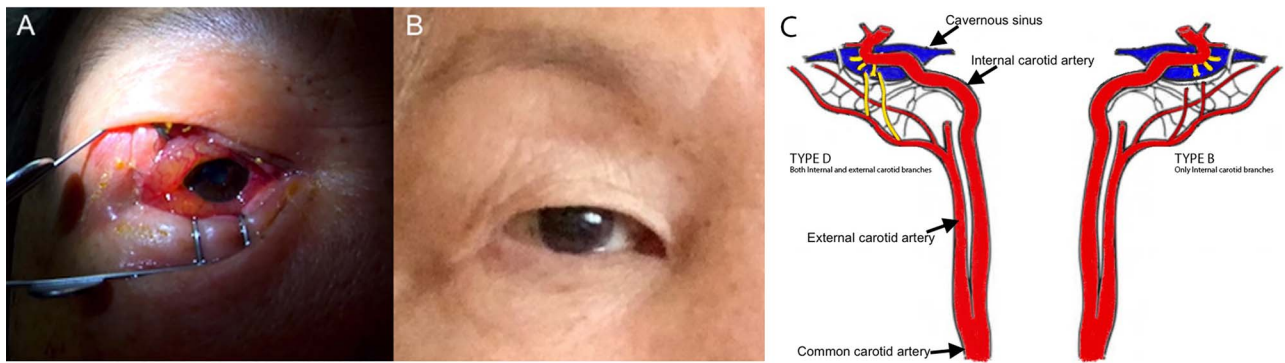 A
B
C
Cavernous sinus
Internal carotid artery
TYPE D
Both Internal and external carotid branches
TYPE B
Only Internal carotid branches
External carotid artery
Common carotid artery